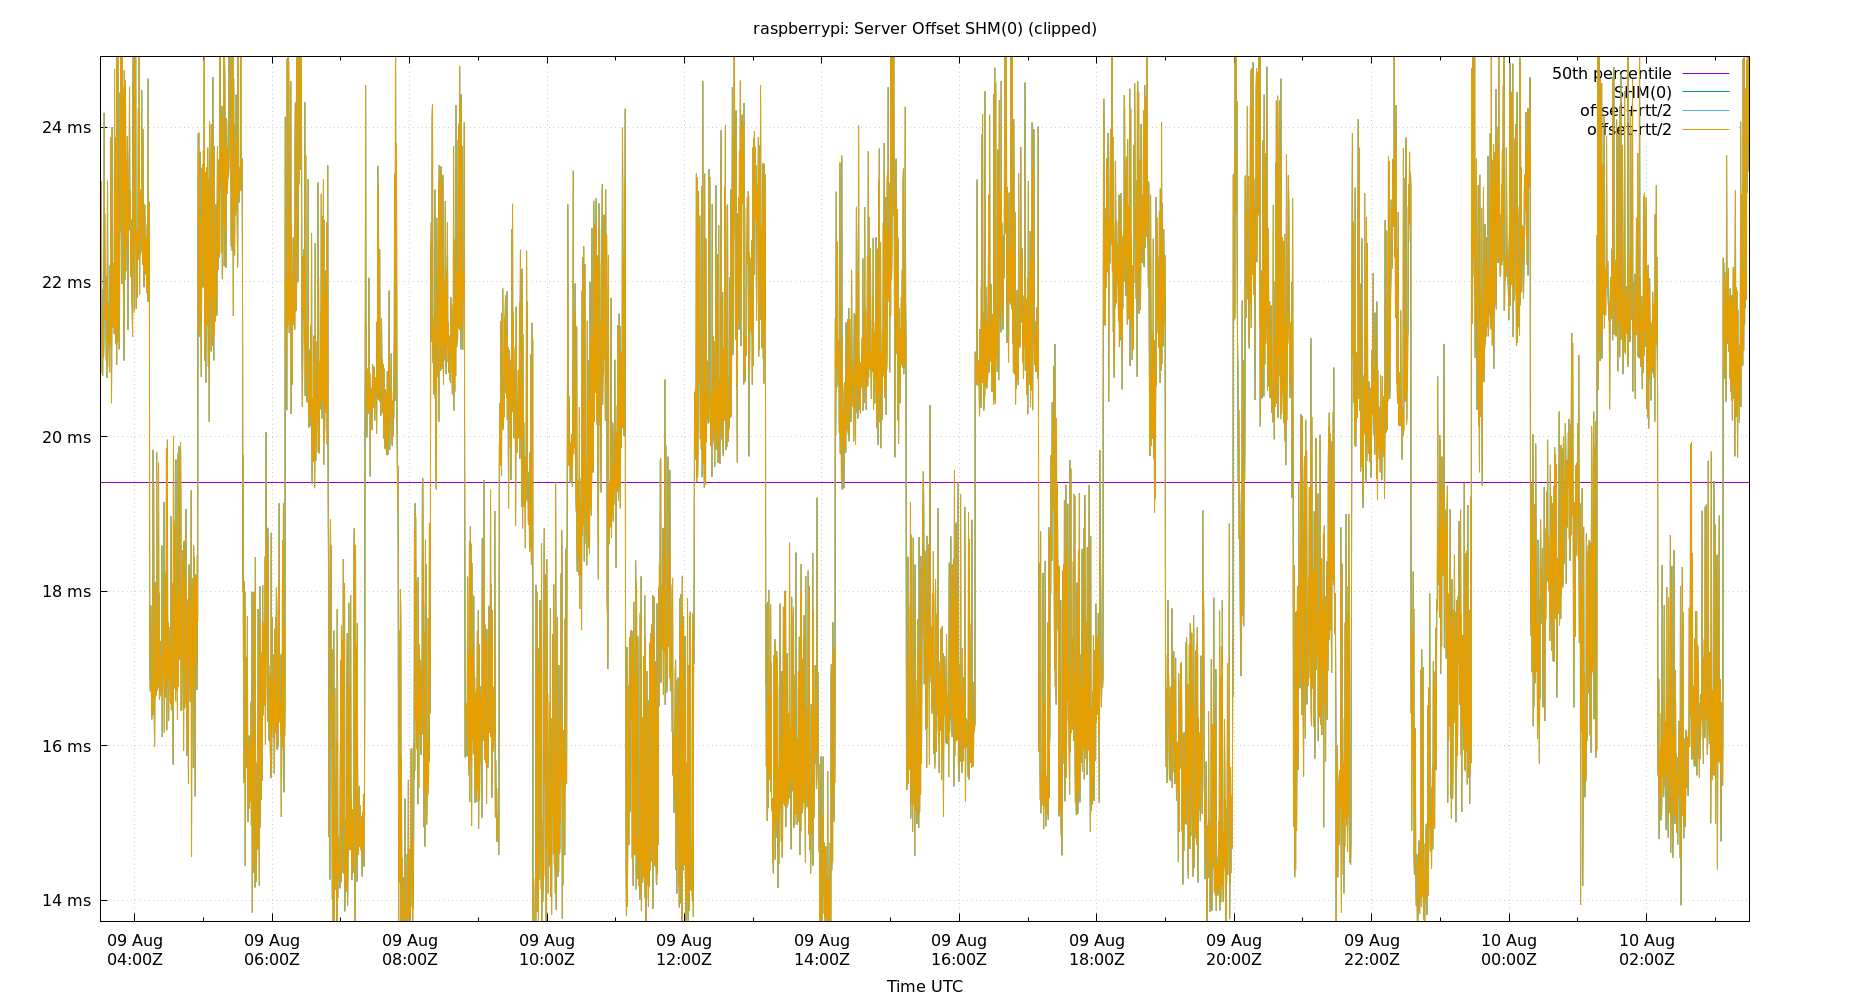 raspberrypi: Server Offset SHM(0) (clipped)
50th percentile
SHM(0)
offset+rtt/2
offset-rtt/2
24 ms
22 ms
20 ms
18 ms
16 ms
14 ms
09 Aug 09 Aug 09 Aug 09 Aug 09 Aug 09 Aug 09 Aug 09 Aug 09 Aug 09 Aug 10 Aug 10 Aug
04:00Z 06:00Z 08:00Z 10:00Z 12:00Z 14:00Z 16:00Z 18:00Z 20:00Z 22:00Z 00:00Z 02:00Z
Time UTC